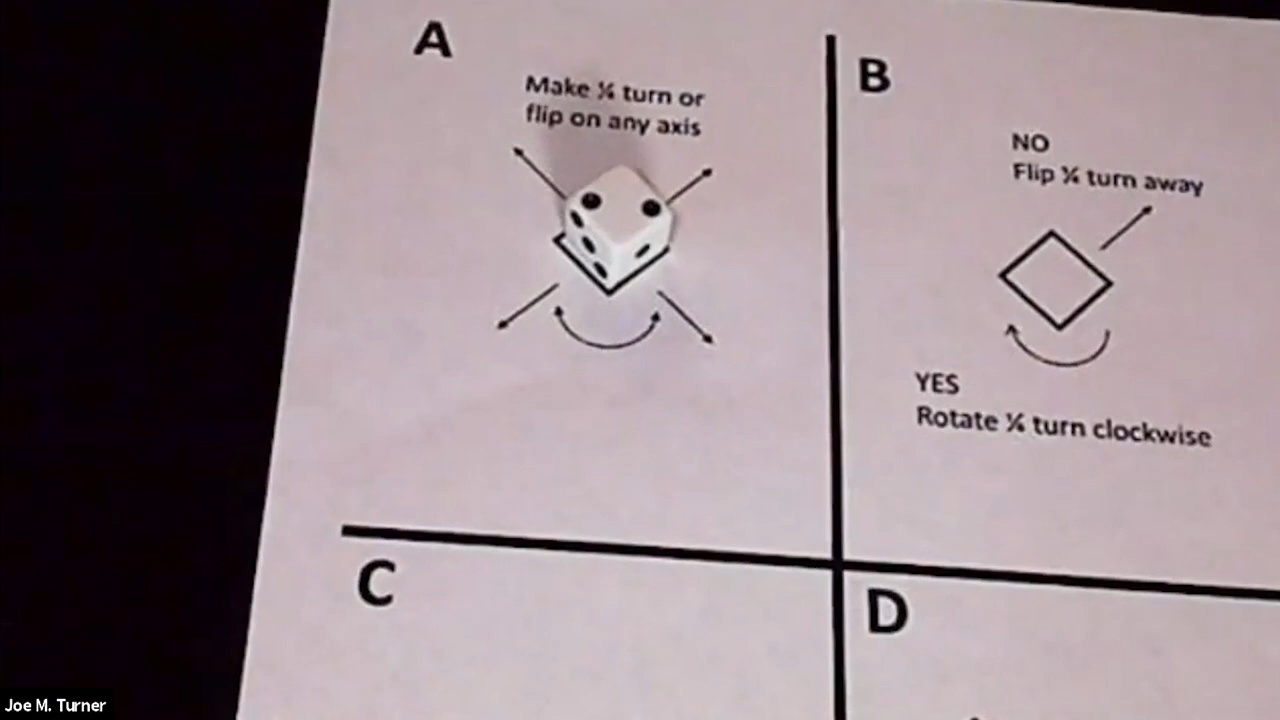 A
Make ¼ turn or
flip on any axis
B
NO
Flip ¼ turn away
YES
Rotate ¼ turn clockwise
C
D
Joe M. Turner